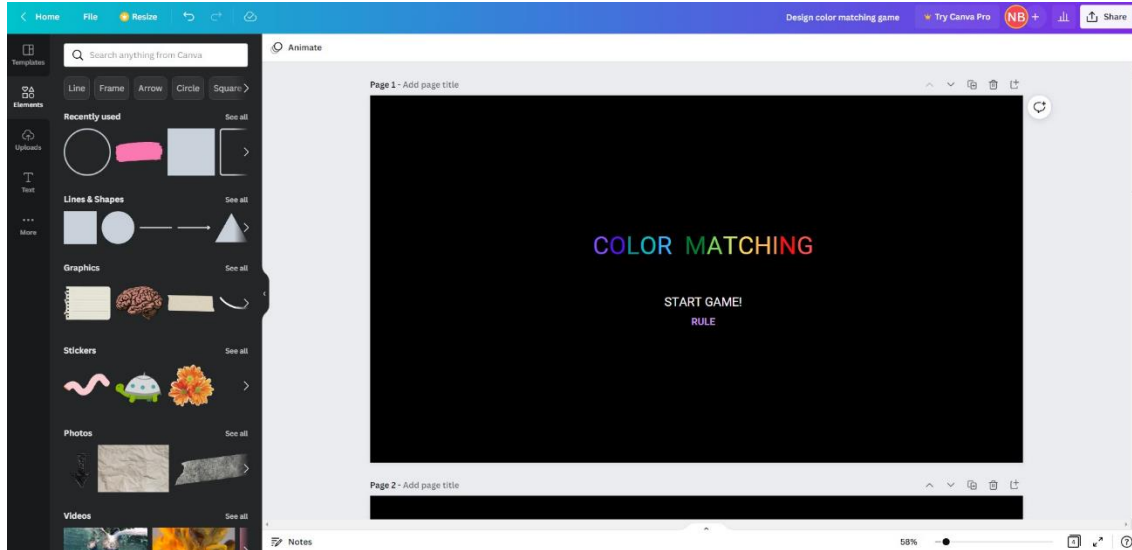 Home File Resize Design color matching game Try Canva Pro NB + Share
Animate
Templates
Elements
Uploads
Text
More
Search anything from Canva
Line Frame Arrow Circle Square
Recently used See all
Lines & Shapes See all
Graphics See all
Stickers See all
Photos See all
Videos See all
Page 1 - Add page title
COLOR MATCHING
START GAME!
RULE
Page 2 - Add page title
Notes 58% 4 ?